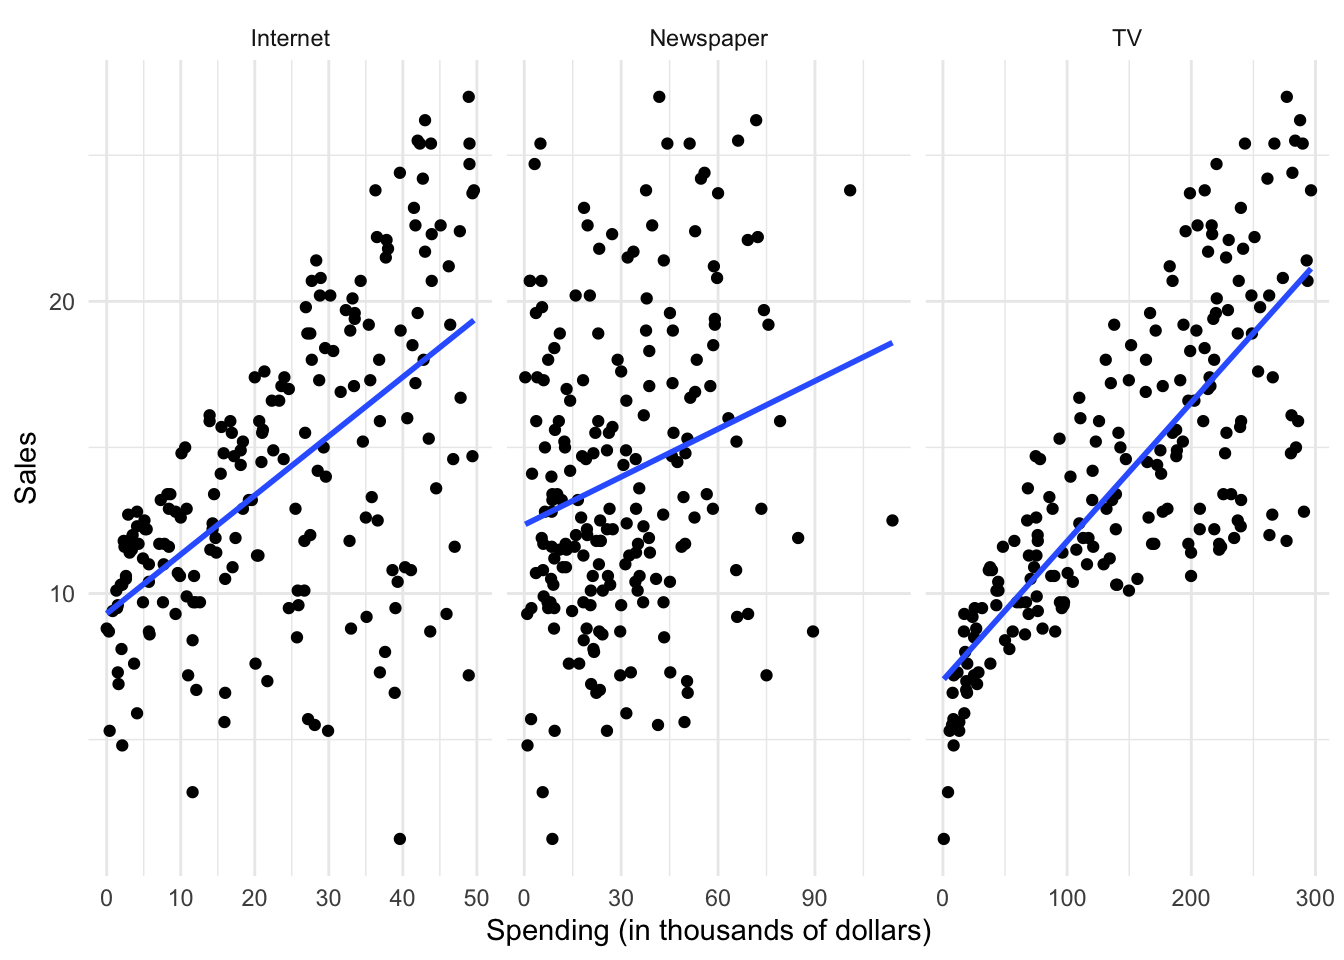 Internet Newspaper TV
Sales
20
10
0 10 20 30 40 50 0 30 60 90 0 100 200 300
Spending (in thousands of dollars)